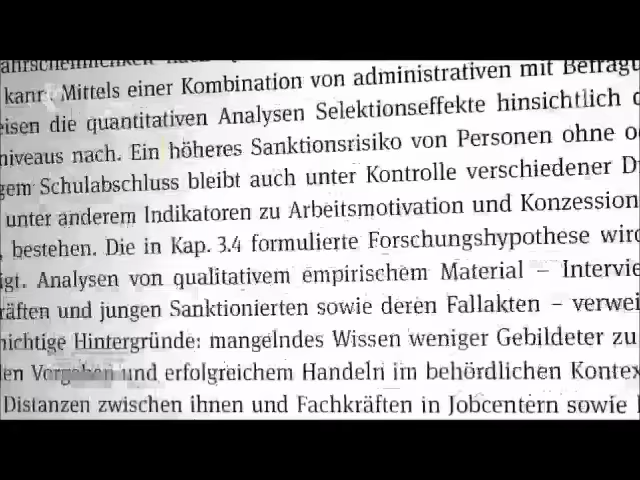 kann. Mittels einer Kombination von administrativen mit Befragu
eisen die quantitativen Analysen Selektionseffekte hinsichtlich d
niveaus nach. Ein höheres Sanktionsrisiko von Personen ohne o
gem Schulabschluss bleibt auch unter Kontrolle verschiedener D
unter anderem Indikatoren zu Arbeitsmotivation und Konzession
, bestehen. Die in Kap. 3.4 formulierte Forschungshypothese wird
igt. Analysen von qualitativem empirischem Material – Intervie
räften und jungen Sanktionierten sowie deren Fallakten – verwei
hichtige Hintergründe: mangelndes Wissen weniger Gebildeter zu
len Vorgaben und erfolgreichem Handeln im behördlichen Kontex
Distanzen zwischen ihnen und Fachkräften in Jobcentern sowie